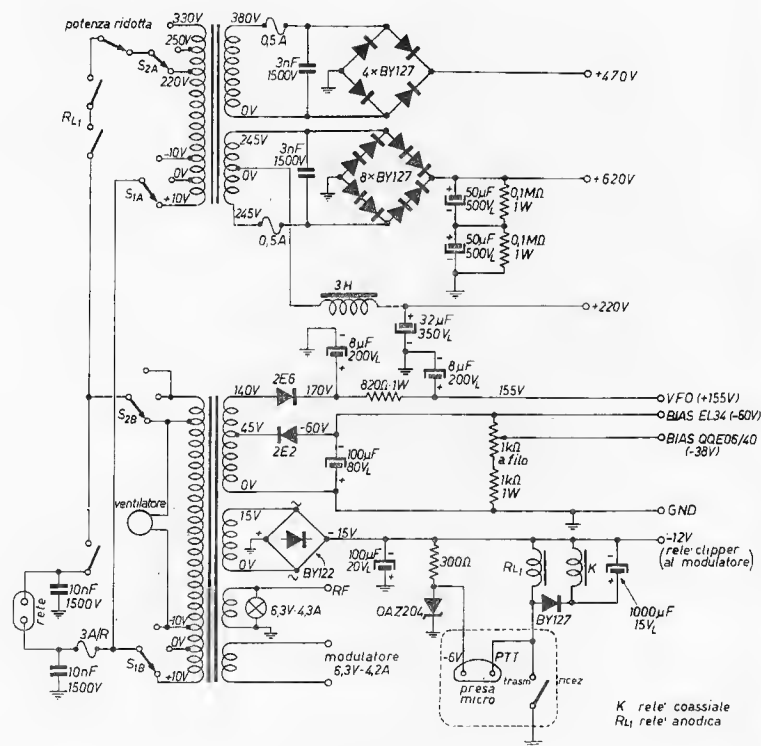 potenza ridotta
330V
250V
S2A
220V
RL1
-10V
0V
S1A
+10V
380V
0,5A
3nF
1500V
4×BY127
0V
+470V
245V
0V
3nF
1500V
8×BY127
245V
0,5A
+620V
50µF
500VL
0,1MΩ
1W
50µF
500VL
0,1MΩ
1W
3H
+220V
32µF
350VL
8µF
200VL
8µF
200VL
140V
2E6
170V
820Ω-1W
155V
VFO (+155V)
45V
-60V
2E2
BIAS EL34 (-60V)
BIAS QQE06/40
(-38V)
100µF
80VL
1kΩ
a filo
1kΩ
1W
0V
GND
S2B
ventilatore
15V
0V
BY122
-15V
100µF
20VL
300Ω
OAZ204
RL1
K
BY127
1000µF
15VL
-12V
(relè clipper
al modulatore)
RF
6,3V-4,3A
modulatore
6,3V-4,2A
-6V
PTT
presa
micro
trasm
ricez
10nF
1500V
rete
3A/R
10nF
1500V
S1B
-10V
0V
+10V
K relè coassiale
RL1 relè anodica